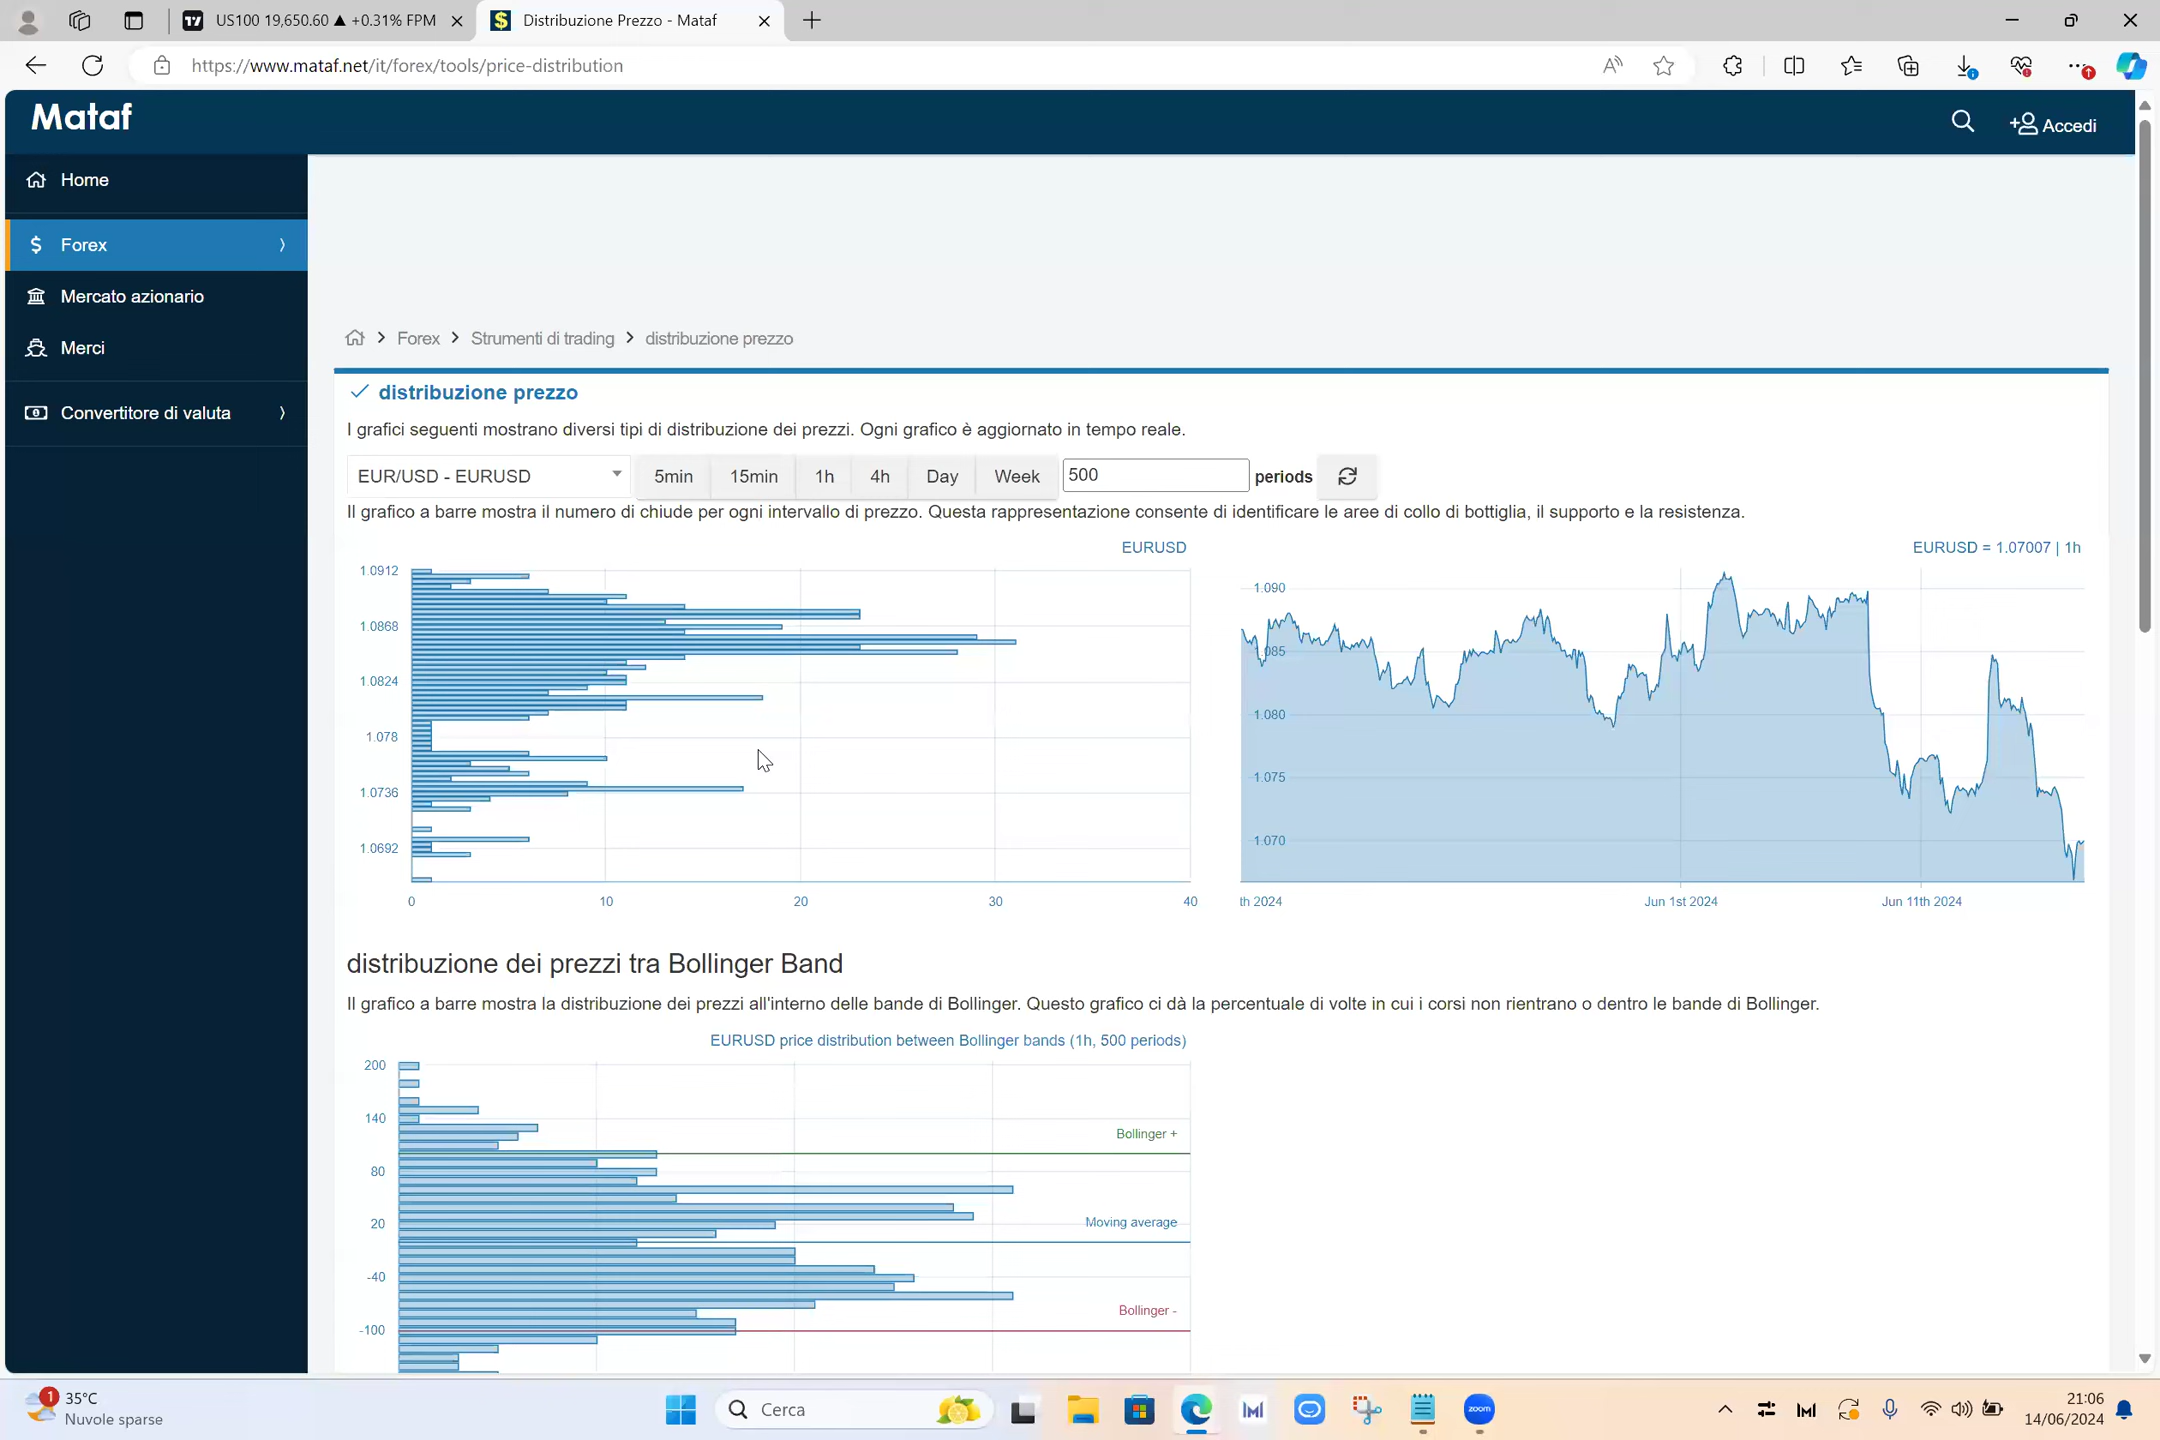 US100 19,650.60 ▲ +0.31% FPM
Distribuzione Prezzo - Mataf
https://www.mataf.net/it/forex/tools/price-distribution
Mataf
Accedi
Home
Forex
Mercato azionario
Merci
Convertitore di valuta
Forex > Strumenti di trading > distribuzione prezzo
distribuzione prezzo
I grafici seguenti mostrano diversi tipi di distribuzione dei prezzi. Ogni grafico è aggiornato in tempo reale.
EUR/USD - EURUSD 5min 15min 1h 4h Day Week 500 periods
Il grafico a barre mostra il numero di chiude per ogni intervallo di prezzo. Questa rappresentazione consente di identificare le aree di collo di bottiglia, il supporto e la resistenza.
EURUSD
1.0912
1.0868
1.0824
1.078
1.0736
1.0692
0 10 20 30 40
EURUSD = 1.07007 | 1h
1.090
1.085
1.080
1.075
1.070
th 2024 Jun 1st 2024 Jun 11th 2024
distribuzione dei prezzi tra Bollinger Band
Il grafico a barre mostra la distribuzione dei prezzi all'interno delle bande di Bollinger. Questo grafico ci dà la percentuale di volte in cui i corsi non rientrano o dentro le bande di Bollinger.
EURUSD price distribution between Bollinger bands (1h, 500 periods)
200
140
Bollinger +
80
20
Moving average
-40
Bollinger -
-100
1
35°C
Nuvole sparse
Cerca
zoom
21:06
14/06/2024